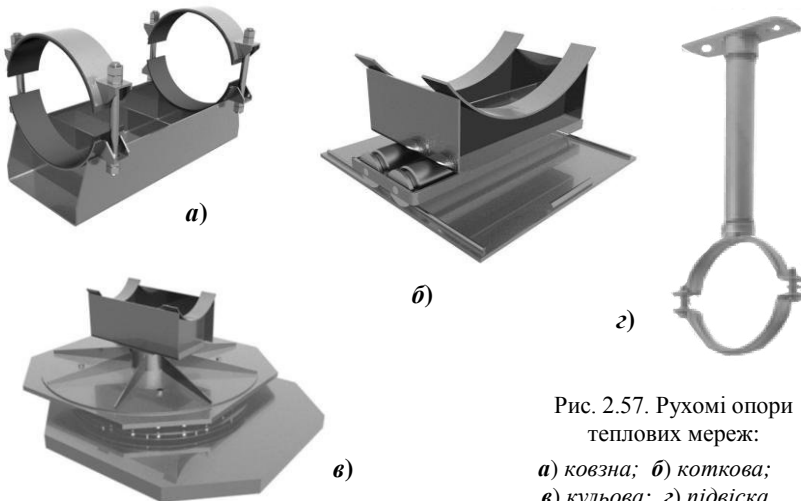 а)
б)
г)
в)
Рис. 2.57. Рухомі опори
теплових мереж:
а) ковзна; б) коткова;
в) кульова; г) підвіска